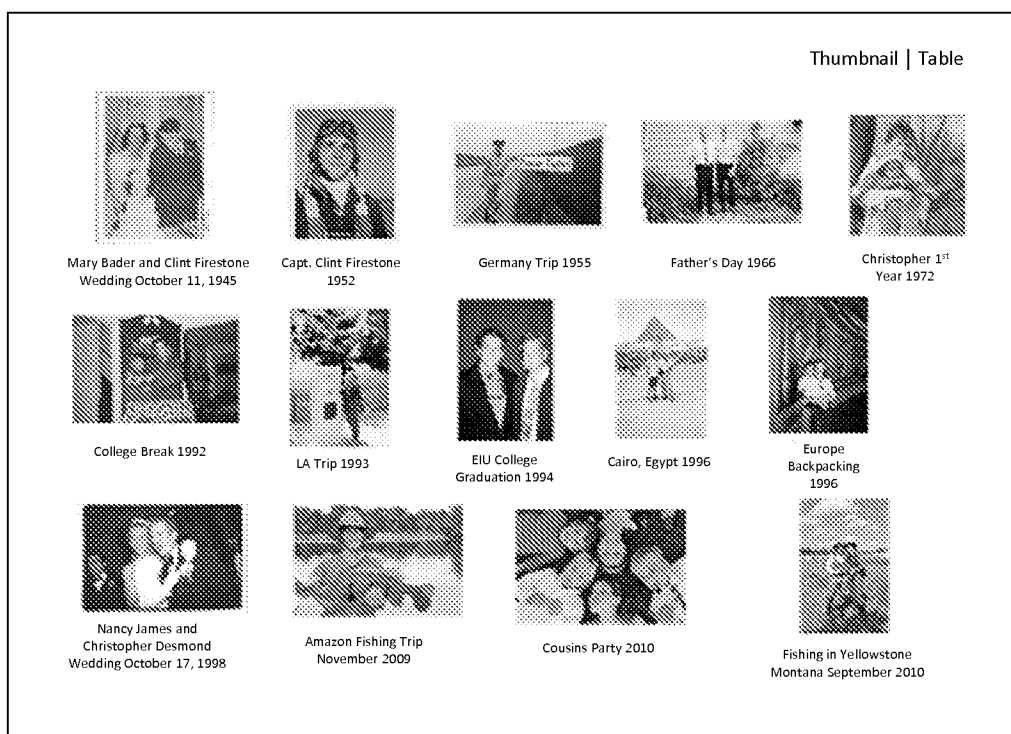 Thumbnail | Table
Mary Bader and Clint Firestone
Wedding October 11, 1945
Capt. Clint Firestone
1952
Germany Trip 1955
Father's Day 1966
Christopher 1st
Year 1972
College Break 1992
LA Trip 1993
EIU College
Graduation 1994
Cairo, Egypt 1996
Europe
Backpacking
1996
Nancy James and
Christopher Desmond
Wedding October 17, 1998
Amazon Fishing Trip
November 2009
Cousins Party 2010
Fishing in Yellowstone
Montana September 2010